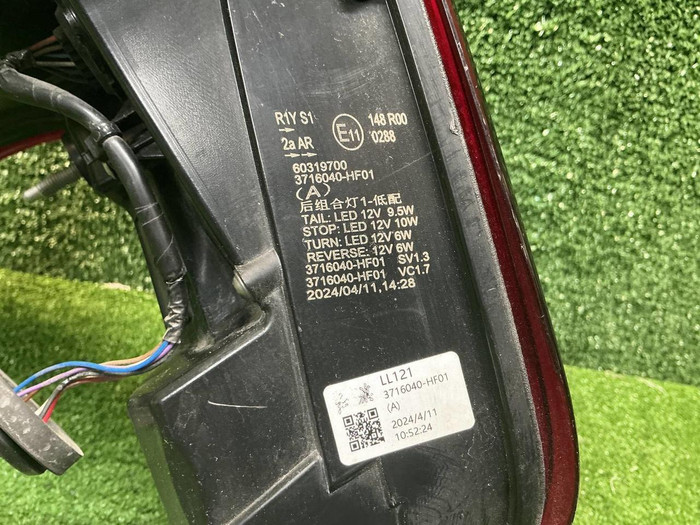 R1Y S1 E11 148 R00
2a AR 0288
60319700
3716040-HF01
(A)
后组合灯1-低配
TAIL: LED 12V 9.5W
STOP: LED 12V 10W
TURN: LED 12V 6W
REVERSE: 12V 6W
3716040-HF01 SV1.3
3716040-HF01 VC1.7
2024/04/11,14:28
LL121
3716040-HF01
(A)
2024/4/11
10:52:24